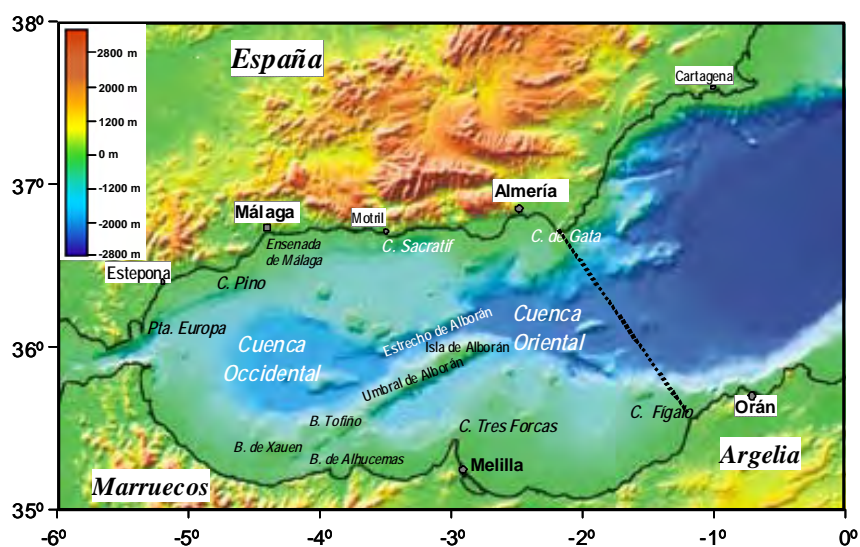 38º
37º
36º
35º
-6º
-5º
-4º
-3º
-2º
-1º
0º
2800 m
2000 m
1200 m
0 m
-1200 m
-2000 m
-2800 m
España
Cartagena
Almería
Málaga
Motril
Ensenada
de Málaga
C. Sacratif
C. de Gata
Estepona
C. Pino
Pta. Europa
Estrecho de Alborán
Cuenca
Oriental
Cuenca
Occidental
Isla de Alborán
Umbral de Alborán
B. Tofiño
C. Tres Forcas
C. Figalo
Orán
B. de Xauen
B. de Alhucemas
Melilla
Argelia
Marruecos